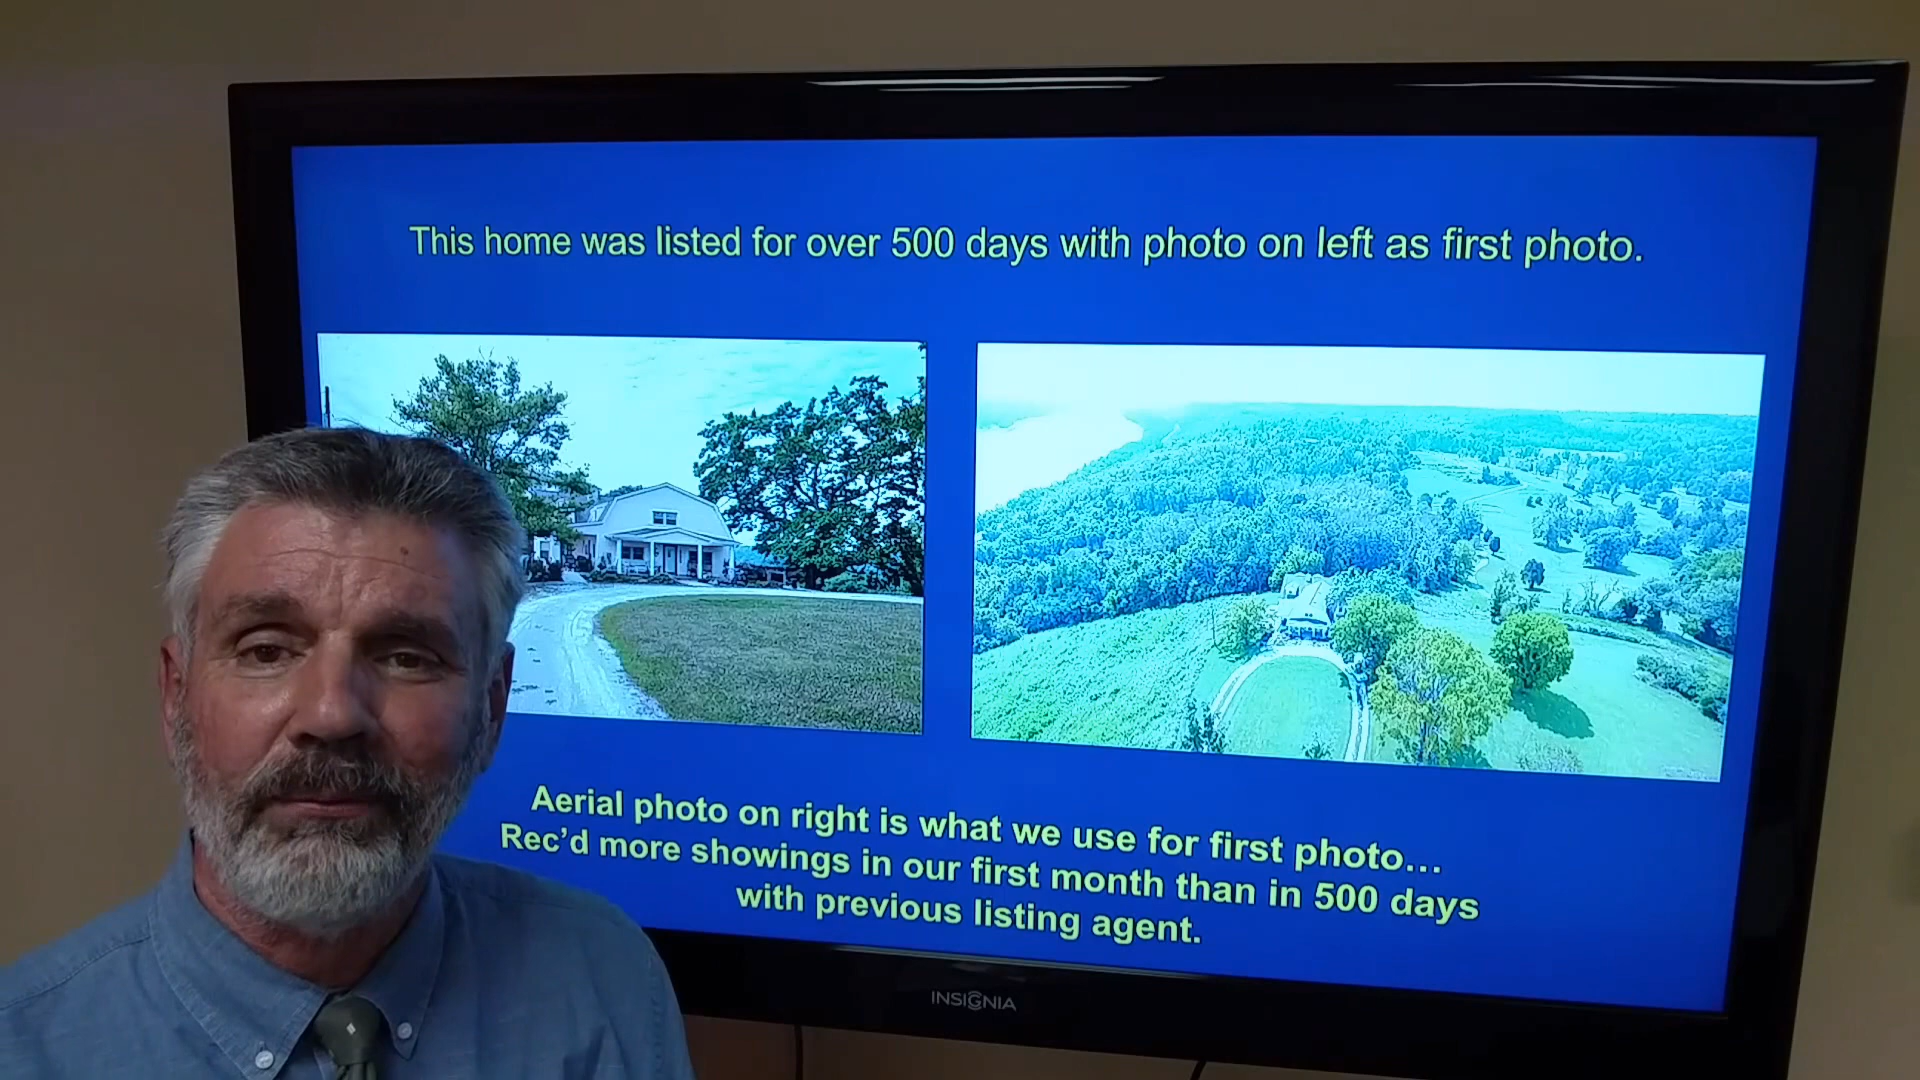 This home was listed for over 500 days with photo on left as first photo.
Aerial photo on right is what we use for first photo...
Rec'd more showings in our first month than in 500 days
with previous listing agent.
INSIGNIA